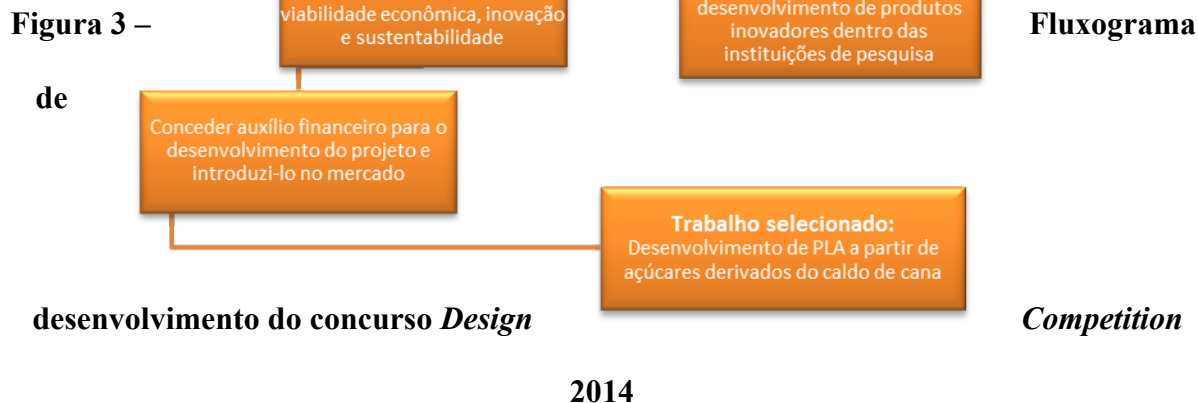 Figura 3 –
viabilidade econômica, inovação
e sustentabilidade
desenvolvimento de produtos
inovadores dentro das
instituições de pesquisa
Fluxograma
de
Conceder auxílio financeiro para o
desenvolvimento do projeto e
introduzi-lo no mercado
Trabalho selecionado:
Desenvolvimento de PLA a partir de
açúcares derivados do caldo de cana
desenvolvimento do concurso Design Competition
2014